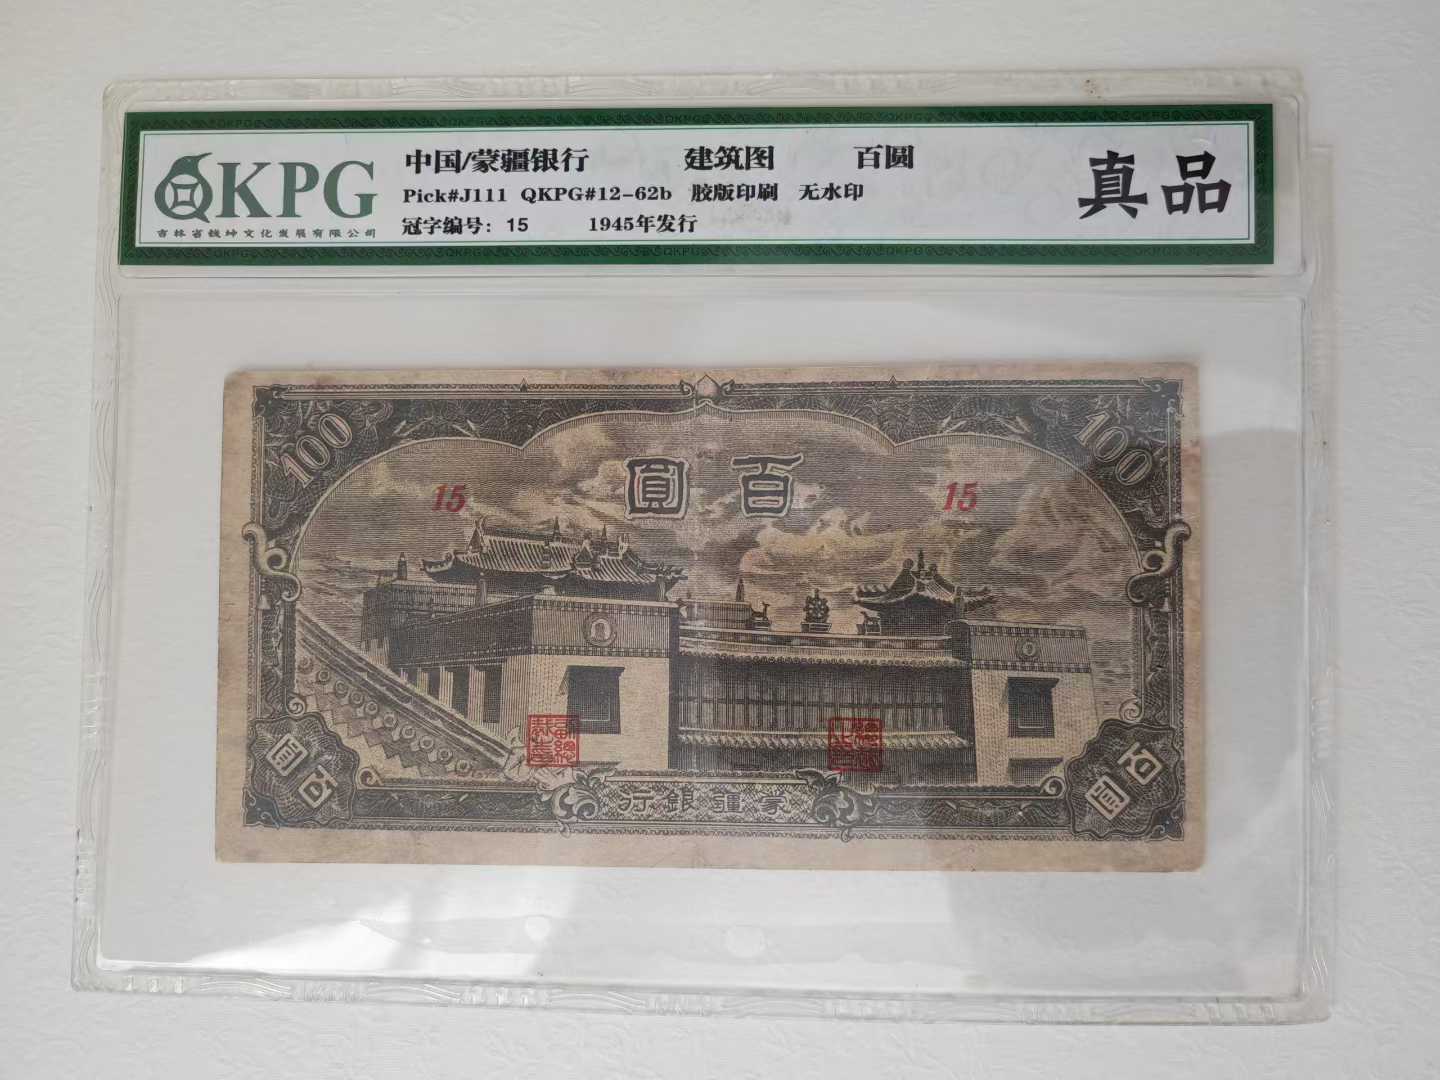 QKPG
吉林省钱坤文化发展有限公司
中国/蒙疆银行 建筑图 百圆
Pick#J111 QKPG#12-62b 胶版印刷 无水印
冠字编号: 15 1945年发行
真品
100 100
圓百
15 15
圓百 百圓
行銀疆蒙